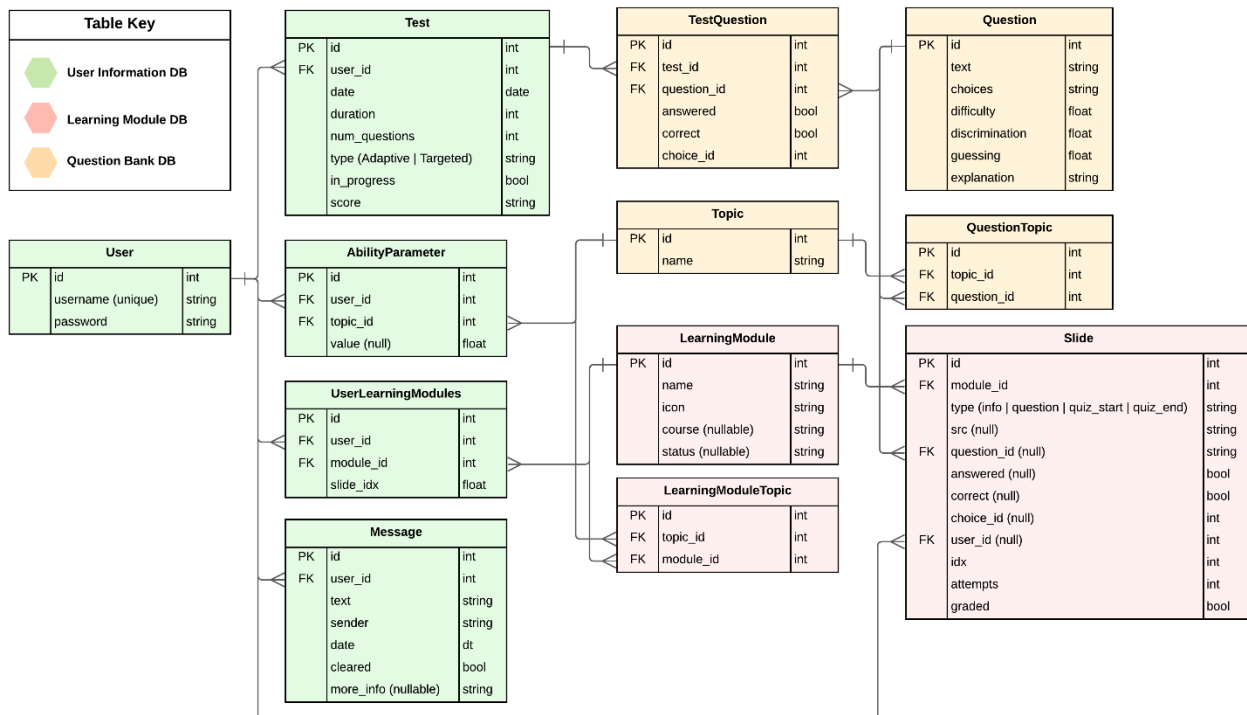 Table Key
User Information DB
Learning Module DB
Question Bank DB
User
PK id int
username (unique) string
password string
Test
PK id int
FK user_id int
date date
duration int
num_questions int
type (Adaptive | Targeted) string
in_progress bool
score string
AbilityParameter
PK id int
FK user_id int
FK topic_id int
value (null) float
UserLearningModules
PK id int
FK user_id int
FK module_id int
slide_idx float
Message
PK id int
FK user_id int
text string
sender string
date dt
cleared bool
more_info (nullable) string
TestQuestion
PK id int
FK test_id int
FK question_id int
answered bool
correct bool
choice_id int
Topic
PK id int
name string
LearningModule
PK id int
name string
icon string
course (nullable) string
status (nullable) string
LearningModuleTopic
PK id int
FK topic_id int
FK module_id int
Question
PK id int
text string
choices string
difficulty float
discrimination float
guessing float
explanation string
QuestionTopic
PK id int
FK topic_id int
FK question_id int
Slide
PK id int
FK module_id int
type (info | question | quiz_start | quiz_end) string
src (null) string
FK question_id (null) string
answered (null) bool
correct (null) bool
choice_id (null) int
FK user_id (null) int
idx int
attempts int
graded bool